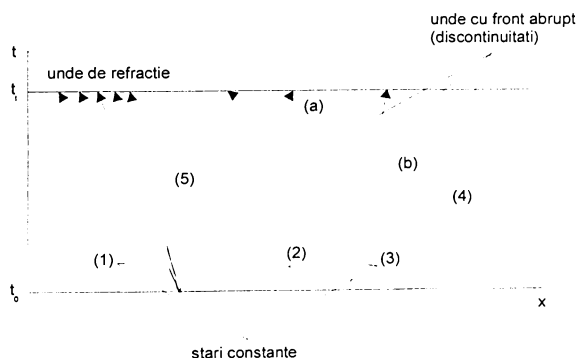 unde cu front abrupt
(discontinuitati)
t
unde de refractie
t₁
(a)
(b)
(5)
(4)
(1)
(2)
(3)
t₀
x
stari constante